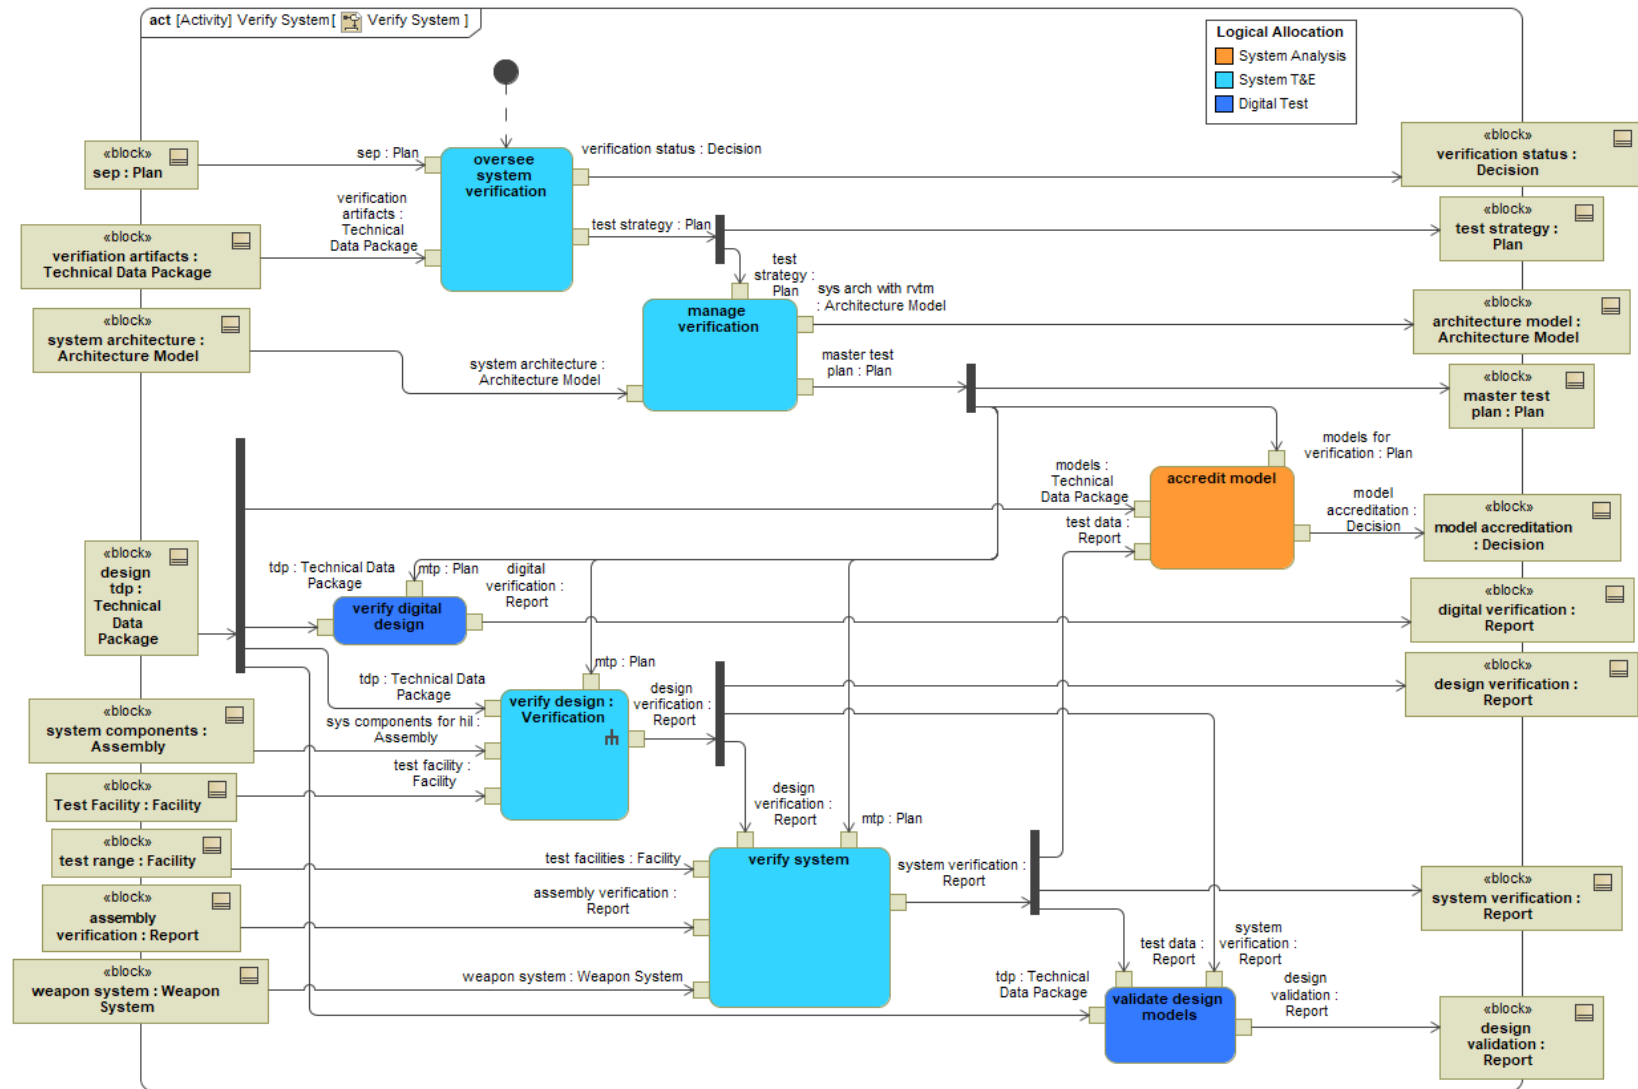 act [Activity] Verify System[ Verify System ]
Logical Allocation
System Analysis
System T&E
Digital Test
«block»
sep : Plan
sep : Plan
oversee
system
verification
verification status : Decision
«block»
verification status :
Decision
verification
artifacts :
Technical
Data Package
«block»
verifiation artifacts :
Technical Data Package
test strategy : Plan
«block»
test strategy :
Plan
test
strategy :
Plan
«block»
system architecture :
Architecture Model
system architecture :
Architecture Model
manage
verification
sys arch with rvtm
: Architecture Model
«block»
architecture model :
Architecture Model
master test
plan : Plan
«block»
master test
plan : Plan
models for
verification : Plan
models :
Technical
Data Package
test data :
Report
accredit model
model
accreditation :
Decision
«block»
model accreditation
: Decision
«block»
design
tdp :
Technical
Data
Package
tdp : Technical Data
Package
mtp : Plan
digital
verification :
Report
verify digital
design
«block»
digital verification :
Report
mtp : Plan
tdp : Technical Data
Package
verify design :
Verification
design
verification :
Report
«block»
design verification :
Report
«block»
system components :
Assembly
sys components for hil :
Assembly
«block»
Test Facility : Facility
test facility :
Facility
design
verification :
Report
mtp : Plan
«block»
test range : Facility
test facilities : Facility
verify system
system verification :
Report
«block»
system verification :
Report
«block»
assembly
verification : Report
assembly verification :
Report
«block»
weapon system : Weapon
System
weapon system : Weapon System
test data :
Report
system
verification :
Report
tdp : Technical
Data Package
validate design
models
design
validation :
Report
«block»
design
validation :
Report